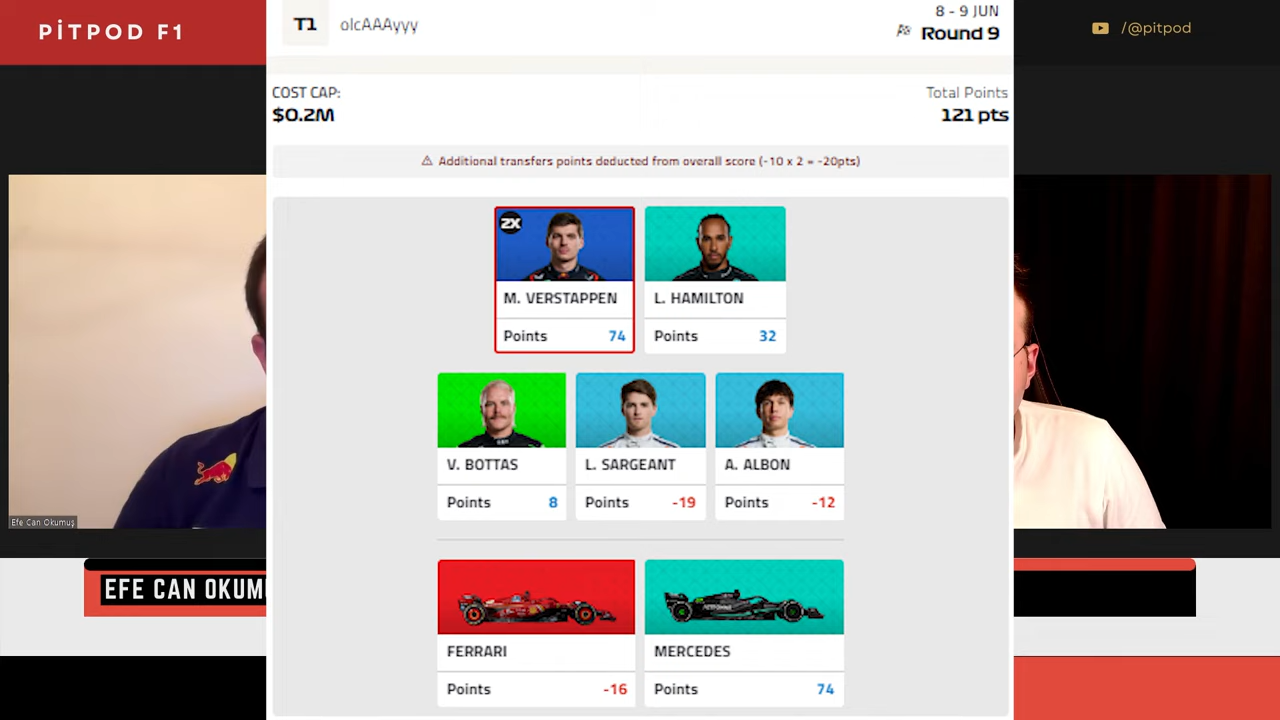 PİTPOD F1
/@pitpod
T1
olcAAAyyy
8 - 9 JUN
Round 9
COST CAP:
$0.2M
Total Points
121 pts
⚠ Additional transfers points deducted from overall score (-10 x 2 = -20pts)
2X
M. VERSTAPPEN
Points 74
L. HAMILTON
Points 32
V. BOTTAS
Points 8
L. SARGEANT
Points -19
A. ALBON
Points -12
Efe Can Okumuş
EFE CAN OKUM
FERRARI
Points -16
MERCEDES
Points 74